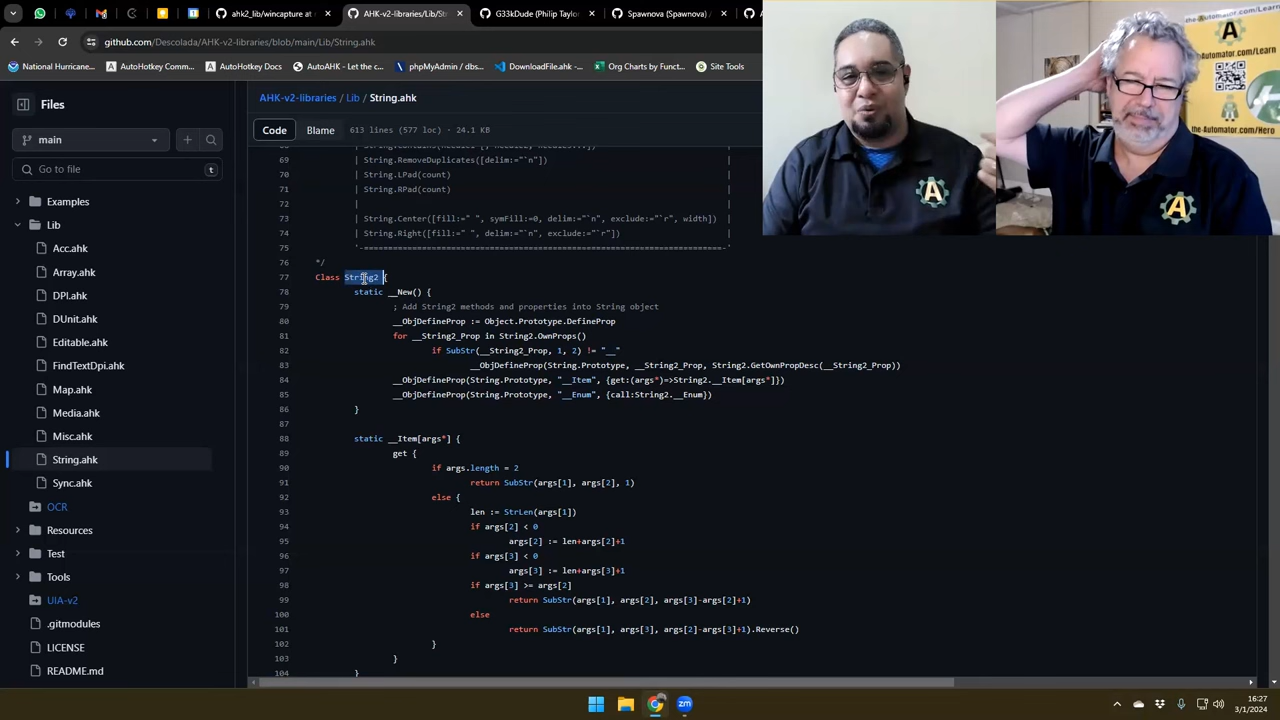 ahk2_lib/wincapture at
Descolada/AHK-v2-libraries/Lib/Str
G33kDude (Philip Taylor
Spawnova (Spawnova)
github.com/Descolada/AHK-v2-libraries/blob/main/Lib/String.ahk
National Hurricane...
AutoHotkey Comm...
AutoHotkey Docs
AutoAHK - Let the c...
phpMyAdmin / dbs...
Org Charts by Funct...
Site Tools
Files
main
Go to file
t
Examples
Lib
Acc.ahk
Array.ahk
DPI.ahk
DUnit.ahk
Editable.ahk
FindTextDpi.ahk
Map.ahk
Media.ahk
Misc.ahk
String.ahk
Sync.ahk
OCR
Resources
Test
Tools
UIA-v2
.gitmodules
LICENSE
README.md
AHK-v2-libraries / Lib / String.ahk
Code
Blame
613 lines (577 loc) · 24.1 KB
69 | String.RemoveDuplicates([delim:="`n"]) |
70 | String.LPad(count) |
71 | String.RPad(count) |
72 | |
73 | String.Center([fill:=" ", symFill:=0, delim:="`n", exclude:="`r", width]) |
74 | String.Right([fill:=" ", delim:="`n", exclude:="`r"]) |
75
76 */
77 Class String2 {
78 static __New() {
79 ; Add String2 methods and properties into String object
80 __ObjDefineProp := Object.Prototype.DefineProp
81 for __String2_Prop in String2.OwnProps()
82 if SubStr(__String2_Prop, 1, 2) != "__"
83 __ObjDefineProp(String.Prototype, __String2_Prop, String2.GetOwnPropDesc(__String2_Prop))
84 __ObjDefineProp(String.Prototype, "__Item", {get:(args*)=>String2.__Item[args*]})
85 __ObjDefineProp(String.Prototype, "__Enum", {call:String2.__Enum})
86 }
87
88 static __Item[args*] {
89 get {
90 if args.length = 2
91 return SubStr(args[1], args[2], 1)
92 else {
93 len := StrLen(args[1])
94 if args[2] < 0
95 args[2] := len+args[2]+1
96 if args[3] < 0
97 args[3] := len+args[3]+1
98 if args[3] >= args[2]
99 return SubStr(args[1], args[2], args[3]-args[2]+1)
100 else
101 return SubStr(args[1], args[3], args[2]-args[3]+1).Reverse()
102 }
103 }
104 }
A
A
A
the-Automator.com/Learn
the-Automator.com/Hero
zm
16:27
3/1/2024